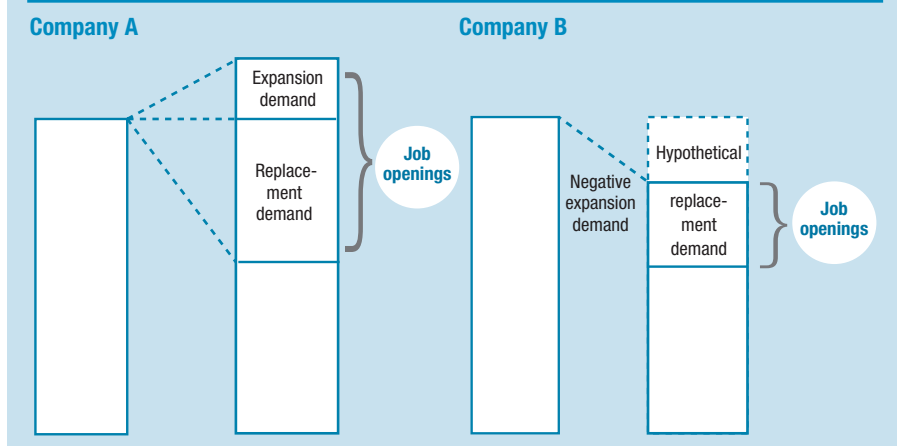 Company A
Expansion
demand
Replace-
ment
demand
Job
openings
Company B
Negative
expansion
demand
Hypothetical
replace-
ment
demand
Job
openings